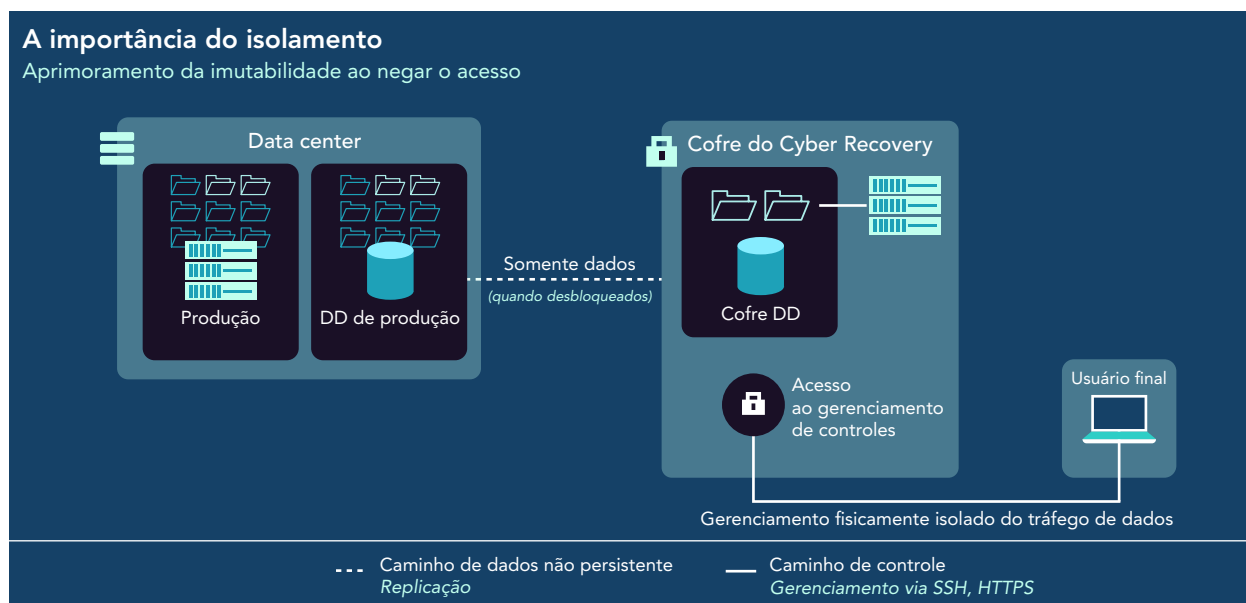 A importância do isolamento
Aprimoramento da imutabilidade ao negar o acesso
Data center
Produção
DD de produção
Somente dados
(quando desbloqueados)
Cofre do Cyber Recovery
Cofre DD
Acesso
ao gerenciamento
de controles
Usuário final
Gerenciamento fisicamente isolado do tráfego de dados
Caminho de dados não persistente
Replicação
Caminho de controle
Gerenciamento via SSH, HTTPS